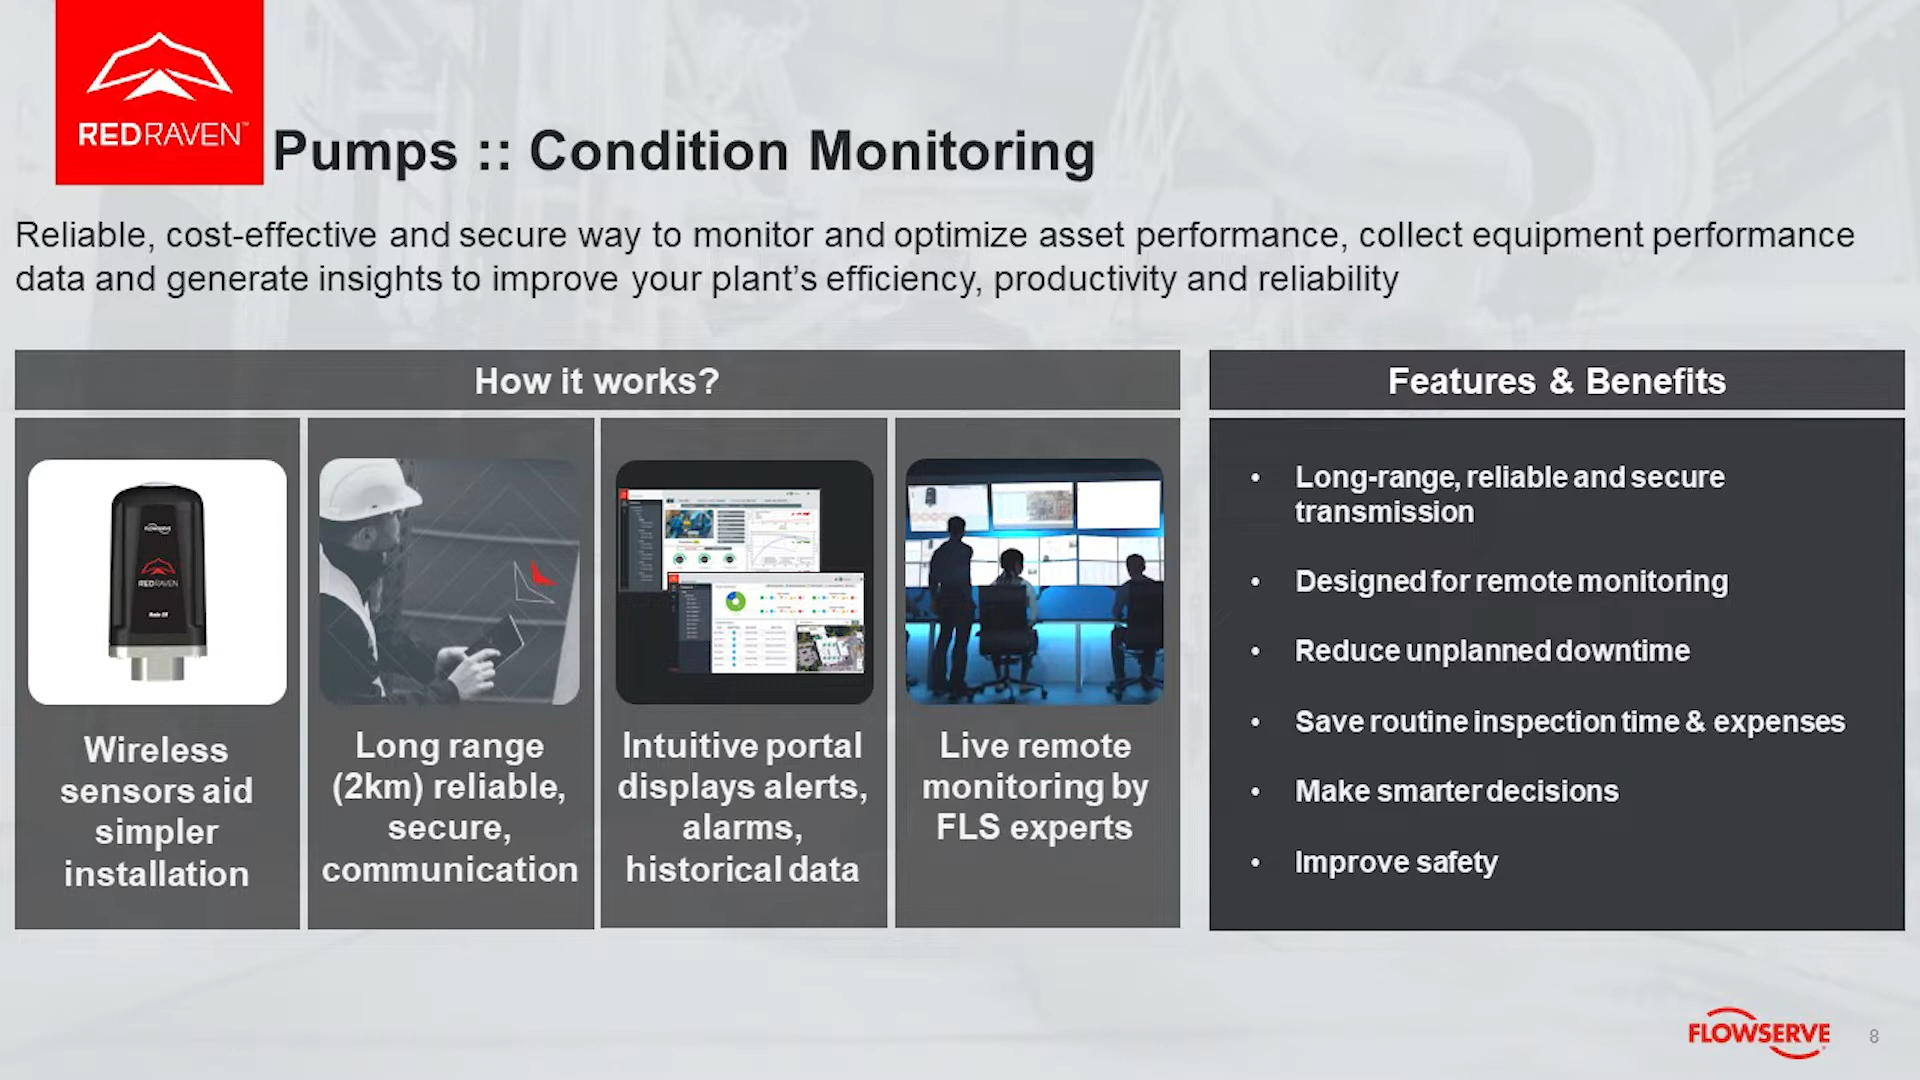 REDRAVEN™
Pumps :: Condition Monitoring
Reliable, cost-effective and secure way to monitor and optimize asset performance, collect equipment performance
data and generate insights to improve your plant’s efficiency, productivity and reliability
How it works?
FLOWSERVE
REDRAVEN
Wireless
sensors aid
simpler
installation
Long range
(2km) reliable,
secure,
communication
Intuitive portal
displays alerts,
alarms,
historical data
Live remote
monitoring by
FLS experts
Features & Benefits
• Long-range, reliable and secure
transmission
• Designed for remote monitoring
• Reduce unplanned downtime
• Save routine inspection time & expenses
• Make smarter decisions
• Improve safety
FLOWSERVE
8